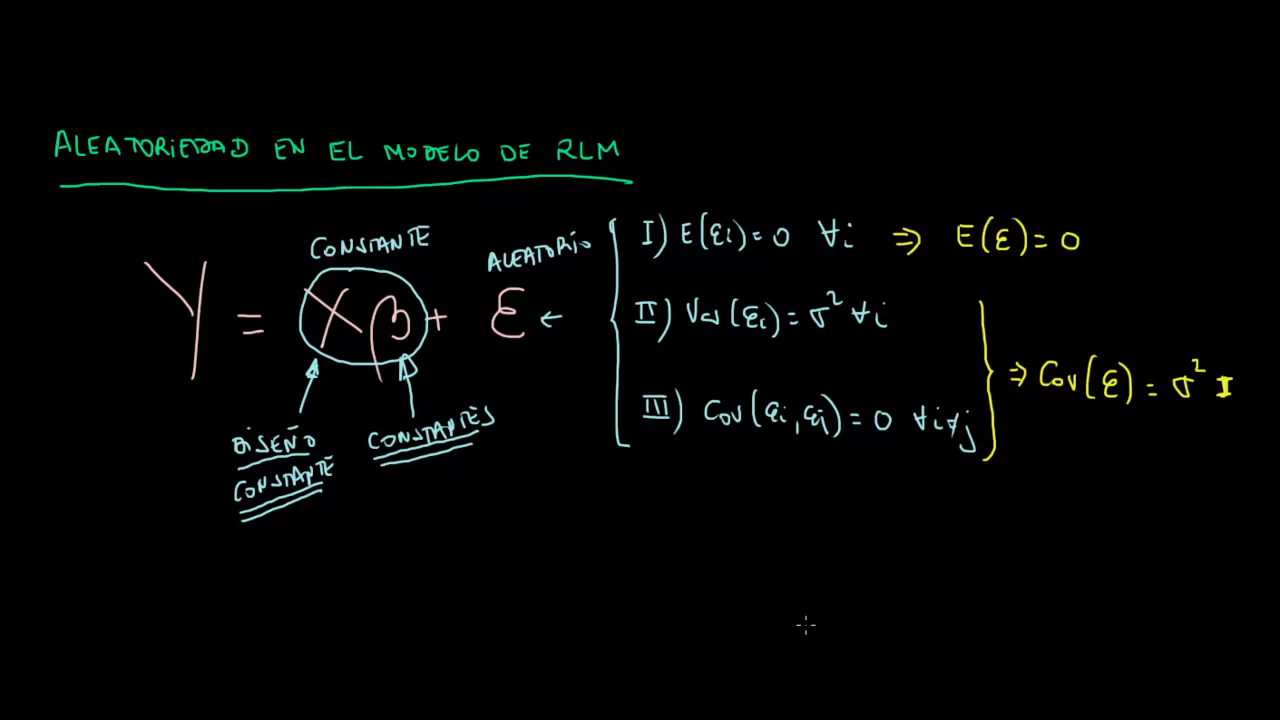 ALEATORIEDAD EN EL MODELO DE RLM
CONSTANTE
ALEATORIO
Y = Xβ + ε ←
I) E(εi) = 0 ∀i ⇒ E(ε) = 0
II) Var(εi) = σ² ∀i
III) Cov(εi, εj) = 0 ∀i≠j
⇒ Cov(ε) = σ² I
DISEÑO
CONSTANTE
CONSTANTES